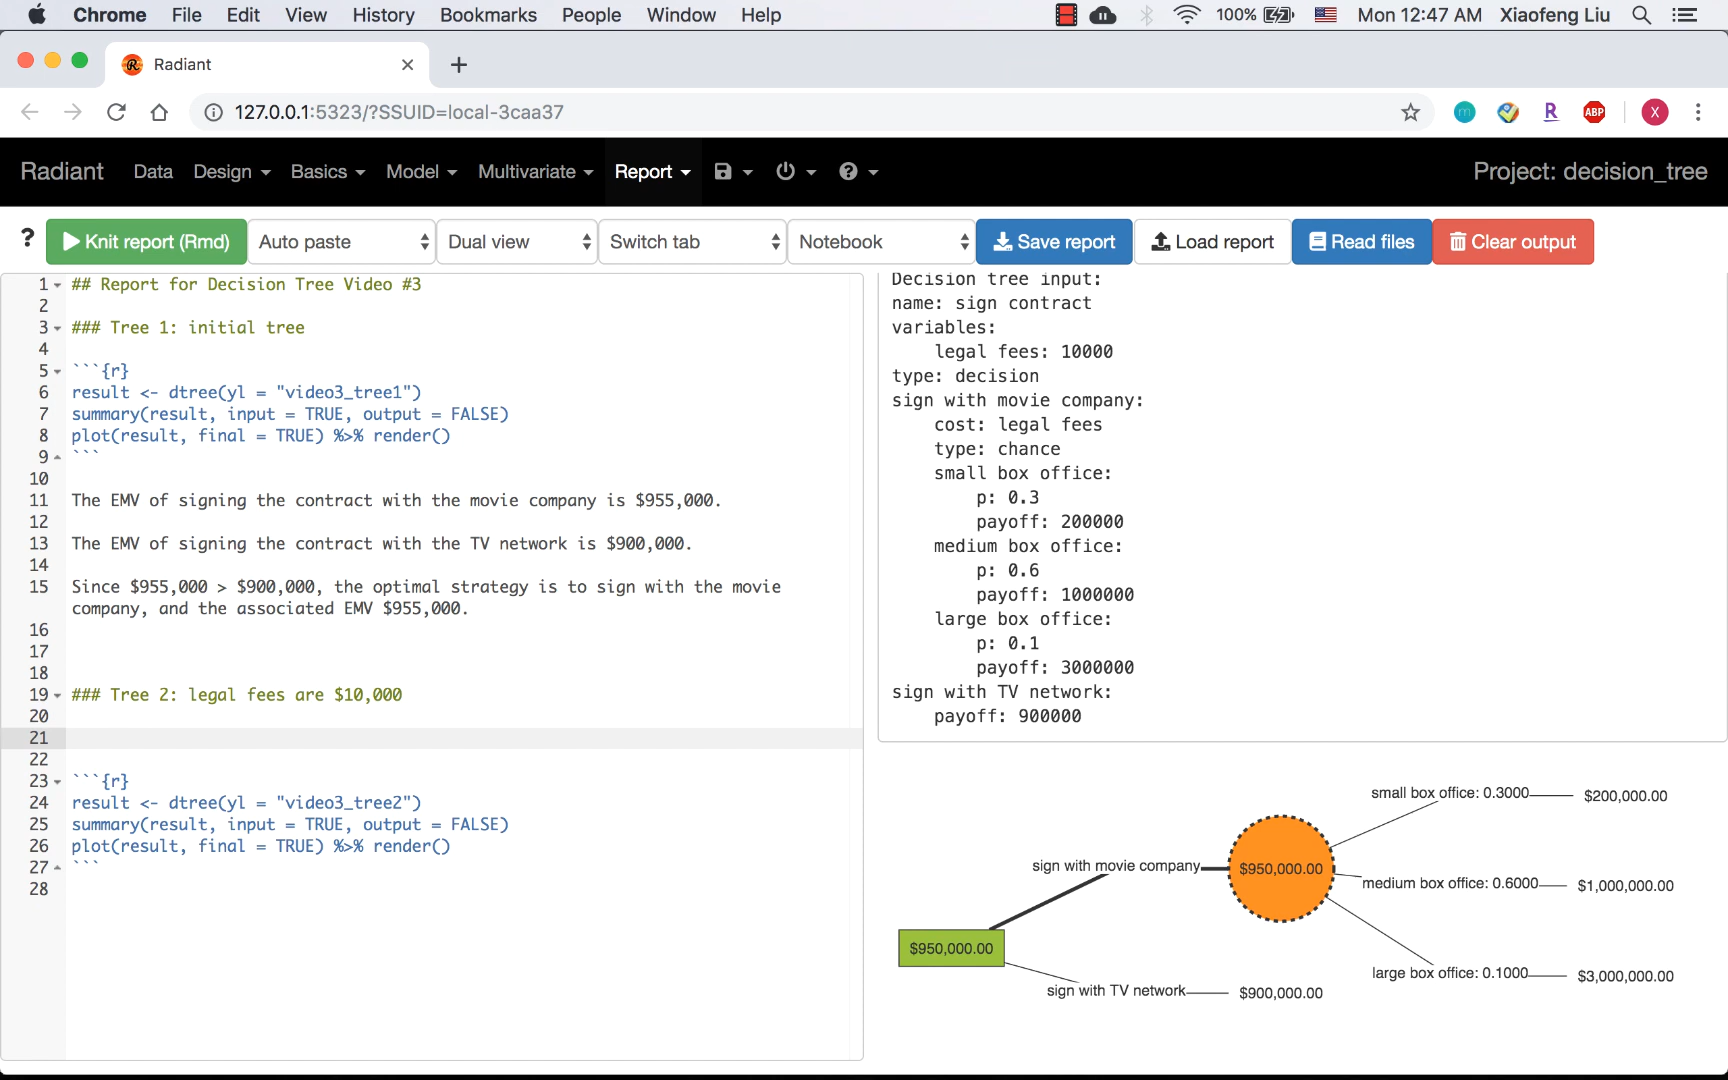 Chrome File Edit View History Bookmarks People Window Help 100% Mon 12:47 AM Xiaofeng Liu
Radiant
127.0.0.1:5323/?SSUID=local-3caa37
m R ABP X
Radiant Data Design Basics Model Multivariate Report ? Project: decision_tree
? Knit report (Rmd) Auto paste Dual view Switch tab Notebook Save report Load report Read files Clear output
1 ## Report for Decision Tree Video #3
2
3 ### Tree 1: initial tree
4
5 ```{r}
6 result <- dtree(yl = "video3_tree1")
7 summary(result, input = TRUE, output = FALSE)
8 plot(result, final = TRUE) %>% render()
9 ```
10
11 The EMV of signing the contract with the movie company is $955,000.
12
13 The EMV of signing the contract with the TV network is $900,000.
14
15 Since $955,000 > $900,000, the optimal strategy is to sign with the movie
company, and the associated EMV $955,000.
16
17
18
19 ### Tree 2: legal fees are $10,000
20
21
22
23 ```{r}
24 result <- dtree(yl = "video3_tree2")
25 summary(result, input = TRUE, output = FALSE)
26 plot(result, final = TRUE) %>% render()
27 ```
28
Decision tree input:
name: sign contract
variables:
legal fees: 10000
type: decision
sign with movie company:
cost: legal fees
type: chance
small box office:
p: 0.3
payoff: 200000
medium box office:
p: 0.6
payoff: 1000000
large box office:
p: 0.1
payoff: 3000000
sign with TV network:
payoff: 900000
small box office: 0.3000 $200,000.00
sign with movie company $950,000.00
medium box office: 0.6000 $1,000,000.00
$950,000.00
large box office: 0.1000 $3,000,000.00
sign with TV network $900,000.00